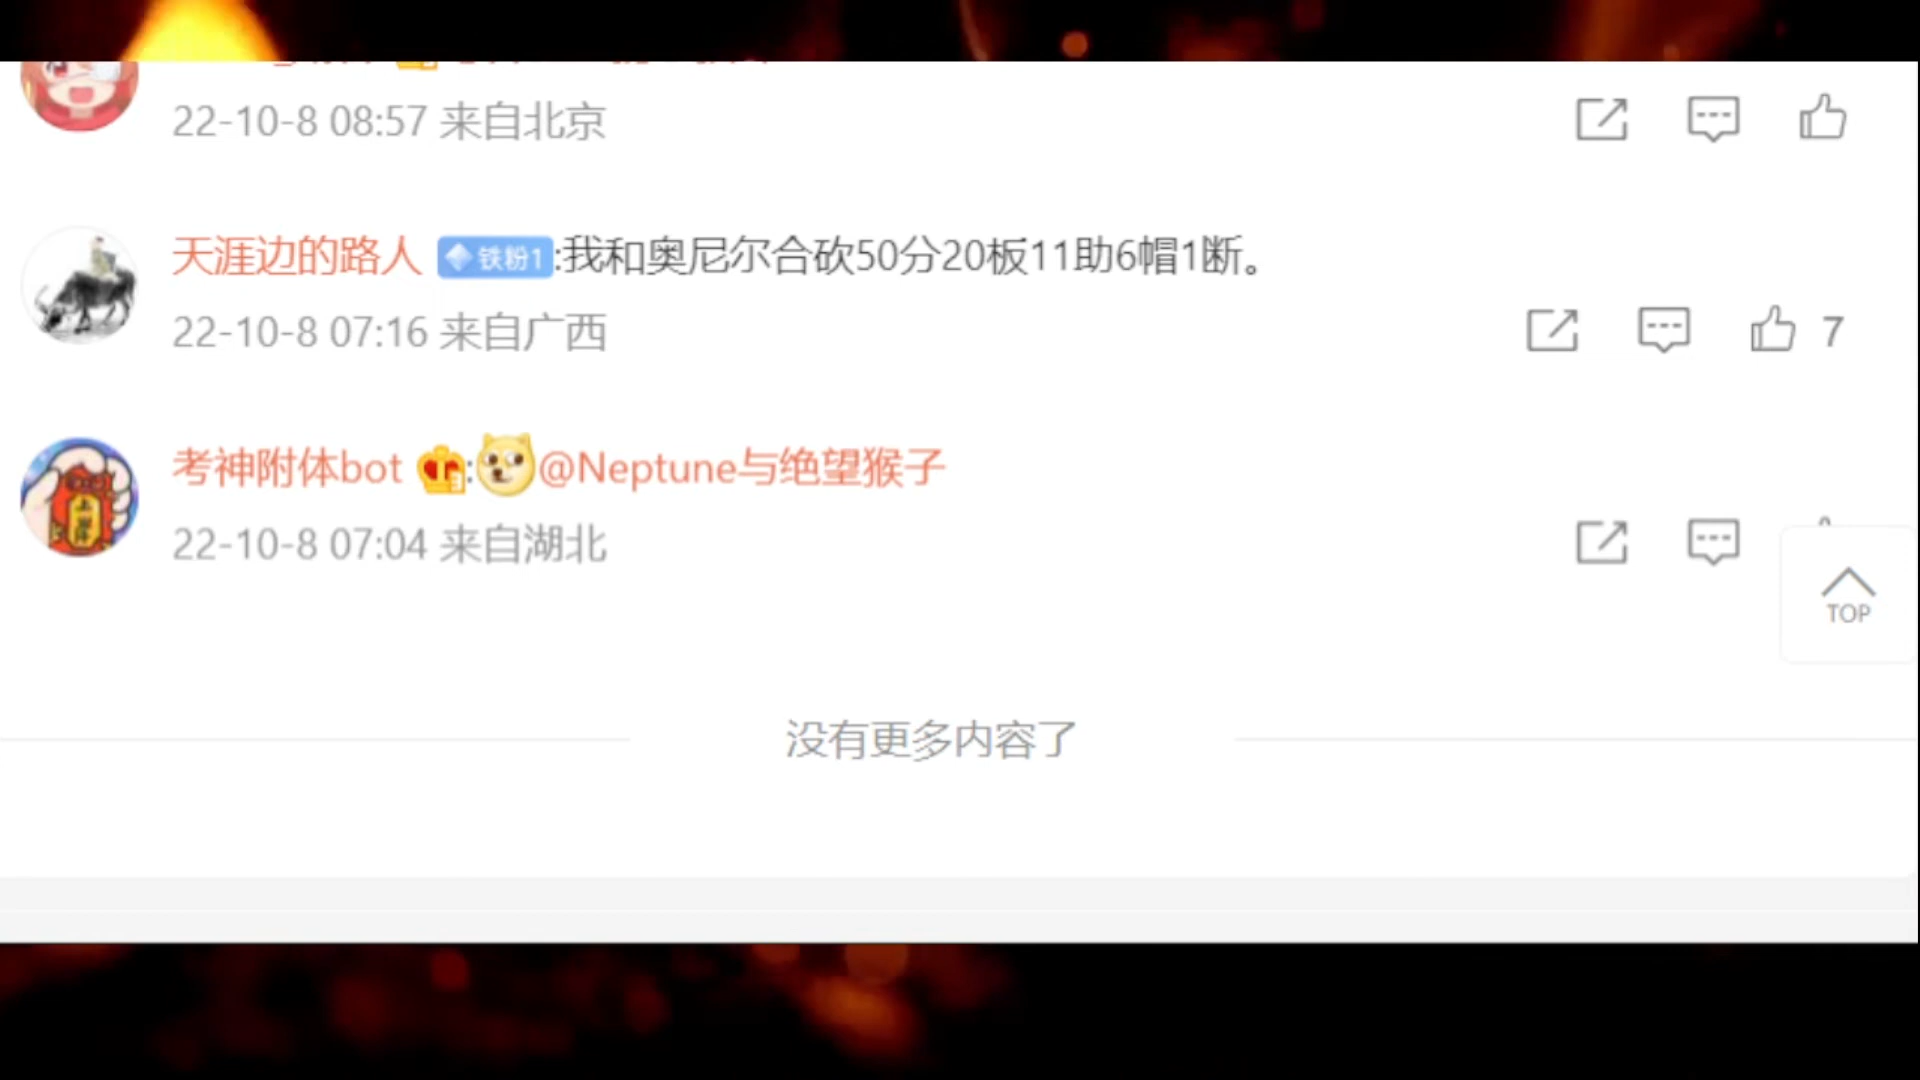 22-10-8 08:57 来自北京
天涯边的路人 铁粉1 :我和奥尼尔合砍50分20板11助6帽1断。
22-10-8 07:16 来自广西
7
考神附体bot :@Neptune与绝望猴子
22-10-8 07:04 来自湖北
TOP
没有更多内容了